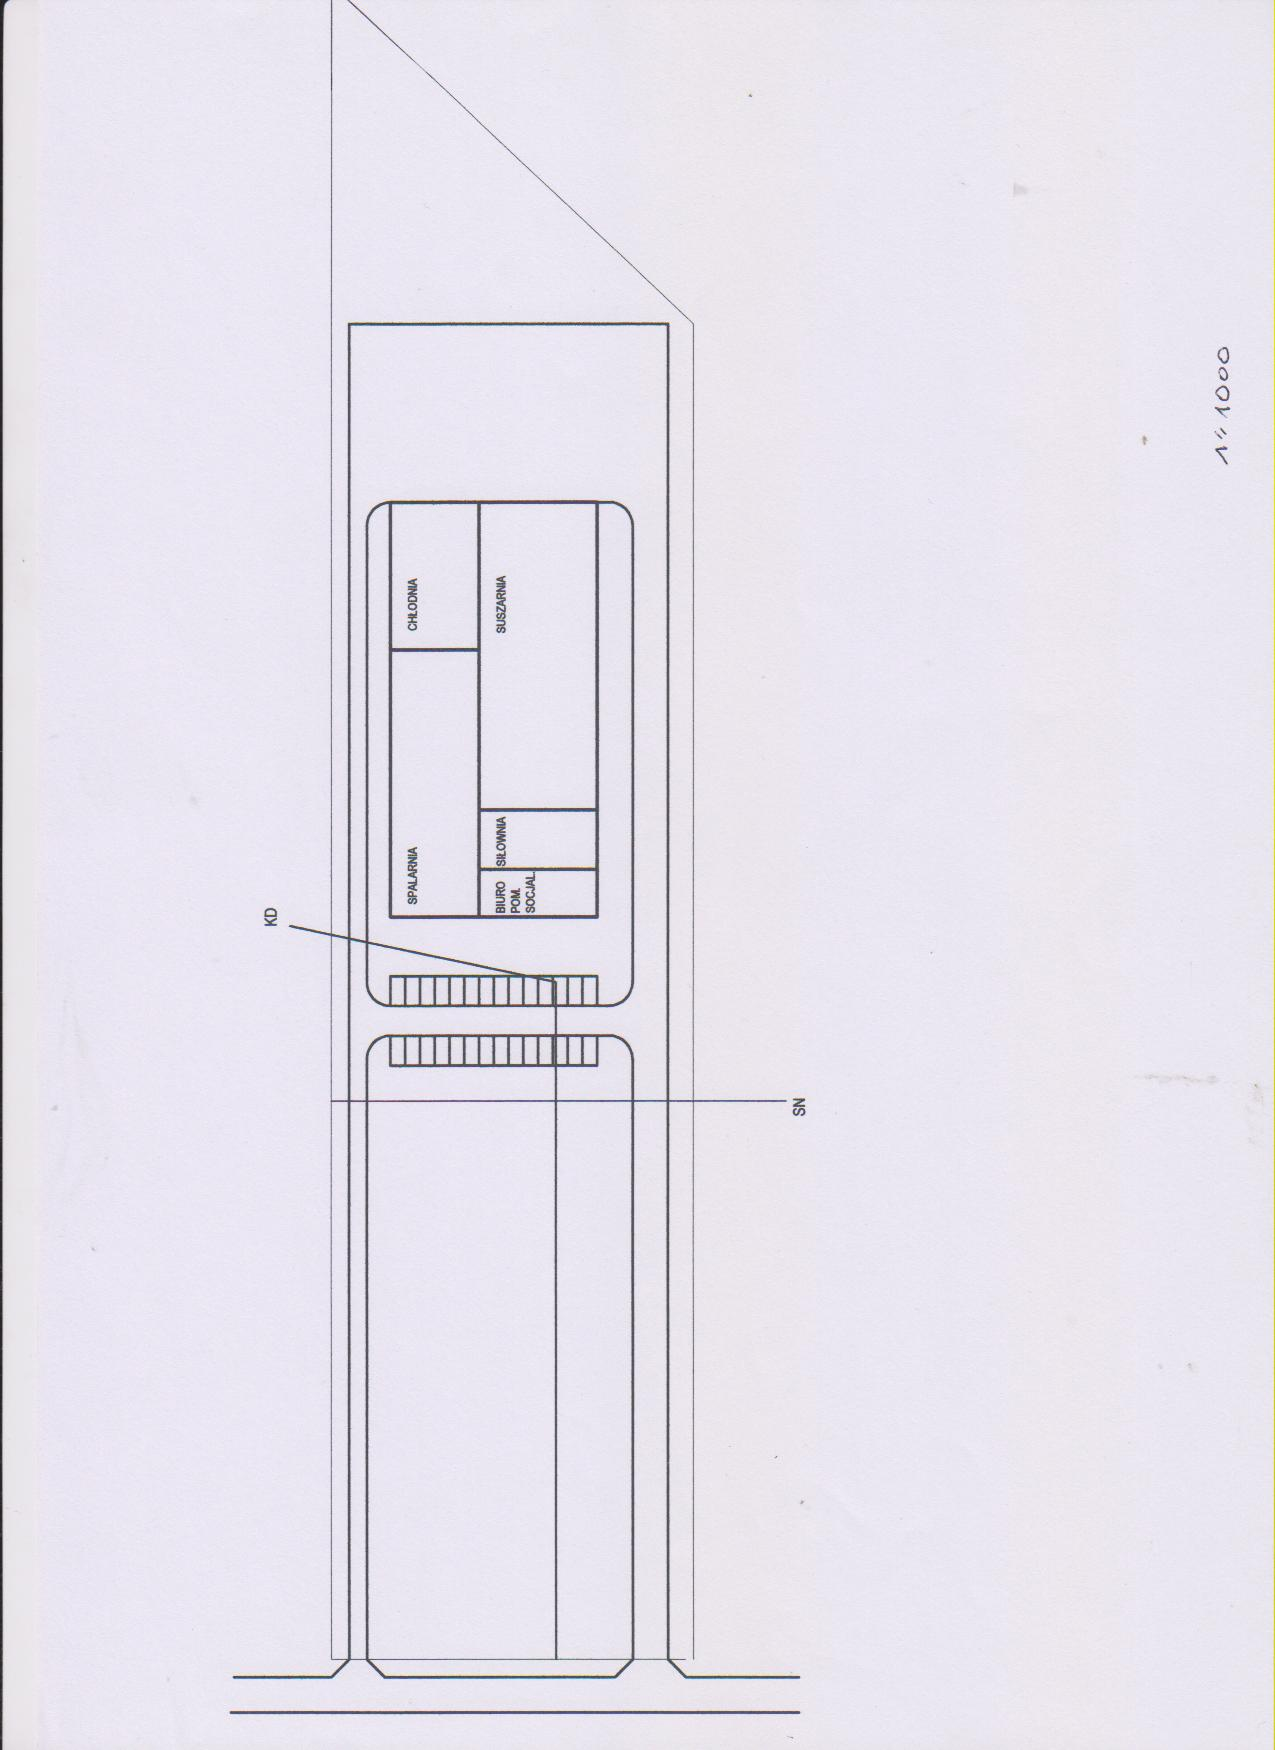 CHŁODNIA
SUSZARNIA
SPALARNIA
SIŁOWNIA
BIURO
POM.
SOCJAL.
KD
SN
1:1000